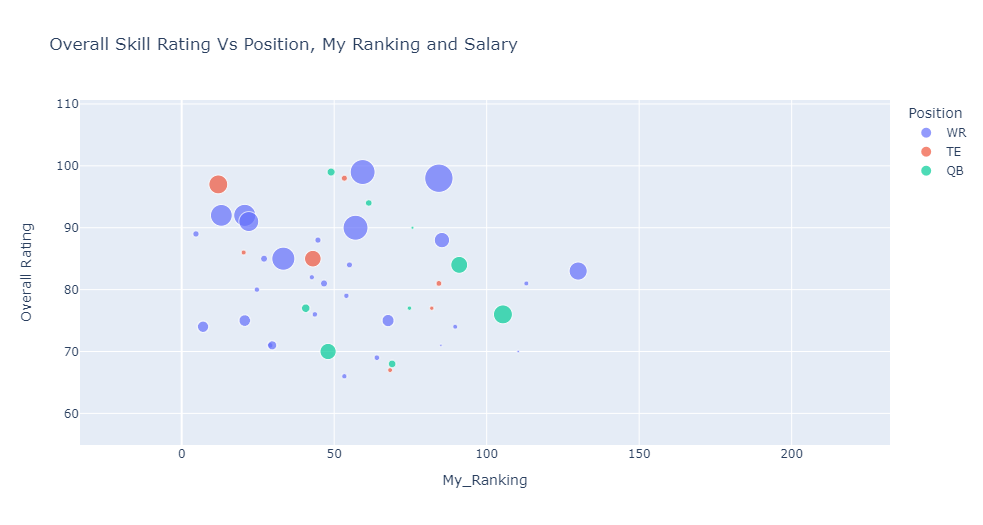 Overall Skill Rating Vs Position, My Ranking and Salary
Position
WR
TE
QB
110
100
90
80
70
60
Overall Rating
0
50
100
150
200
My_Ranking